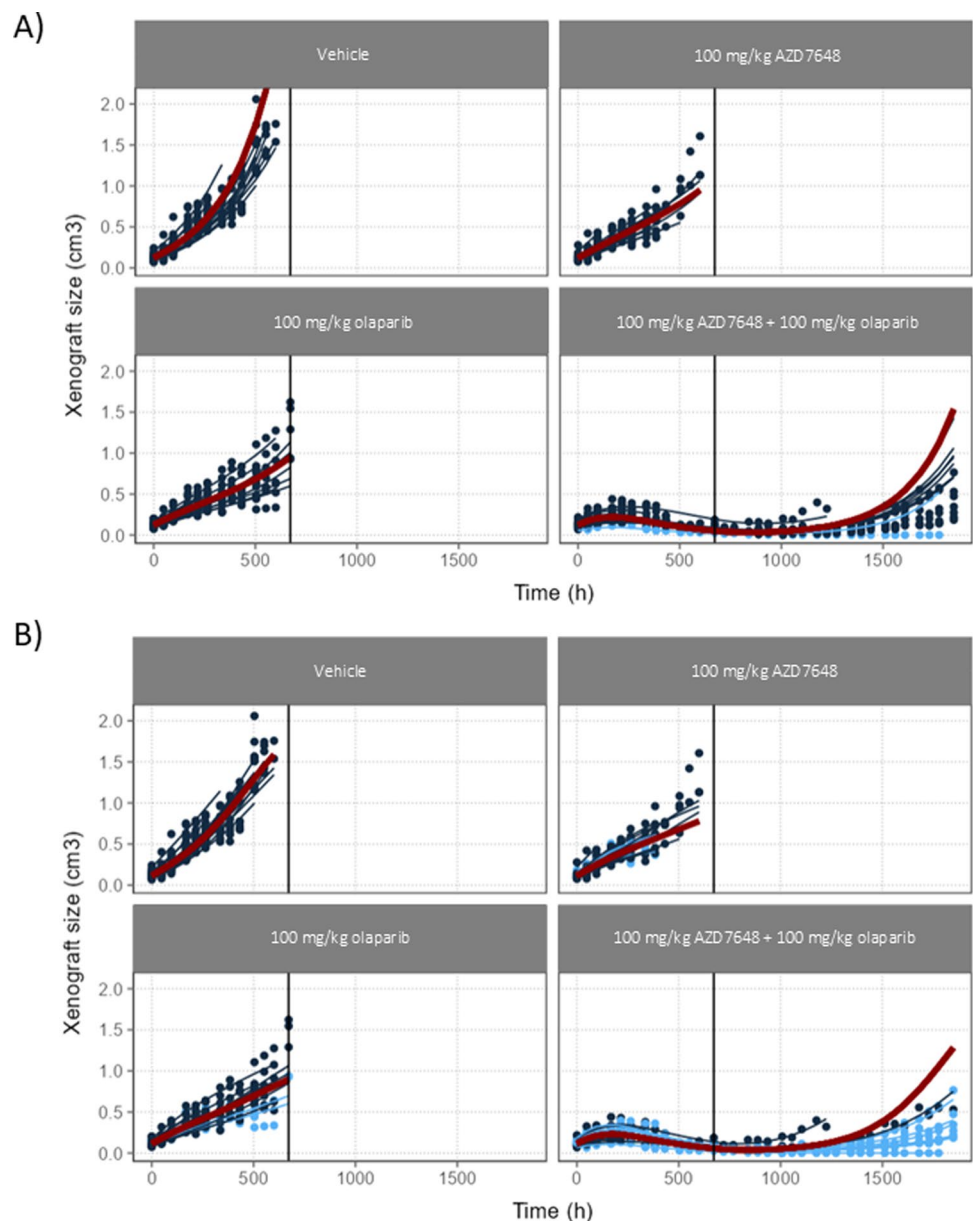 A)
Vehicle
100 mg/kg AZD7648
2.0
1.5
1.0
0.5
0.0
100 mg/kg olaparib
100 mg/kg AZD7648 + 100 mg/kg olaparib
2.0
1.5
1.0
0.5
0.0
Xenograft size (cm3)
0 500 1000 1500 0 500 1000 1500
Time (h)
B)
Vehicle
100 mg/kg AZD7648
2.0
1.5
1.0
0.5
0.0
100 mg/kg olaparib
100 mg/kg AZD7648 + 100 mg/kg olaparib
2.0
1.5
1.0
0.5
0.0
Xenograft size (cm3)
0 500 1000 1500 0 500 1000 1500
Time (h)